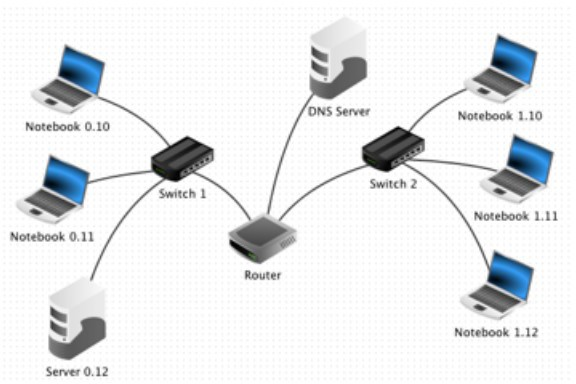 DNS Server
Notebook 0.10
Notebook 1.10
Switch 1
Switch 2
Notebook 0.11
Notebook 1.11
Router
Notebook 1.12
Server 0.12